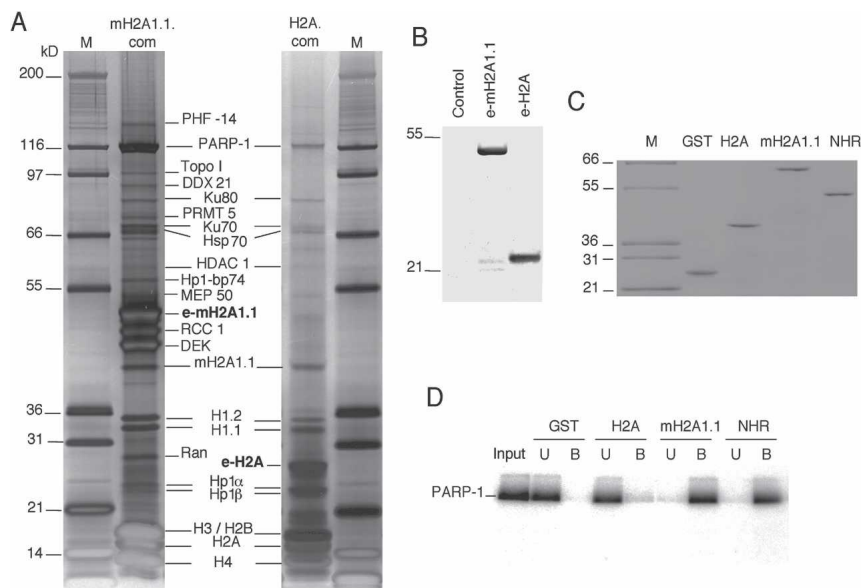 A
mH2A1.1. H2A.
kD M com com M
200
PHF -14
116 PARP-1
97 Topo I
DDX 21
Ku80
PRMT 5
Ku70
66 Hsp70
HDAC 1
Hp1-bp74
55 MEP 50
e-mH2A1.1
RCC 1
DEK
mH2A1.1
36 H1.2
31 H1.1
Ran
e-H2A
Hp1α
Hp1β
21
H3 / H2B
H2A
14 H4
B
Control e-mH2A1.1 e-H2A
55
21
C
M GST H2A mH2A1.1 NHR
66
55
36
31
21
D
GST H2A mH2A1.1 NHR
Input U B U B U B U B
PARP-1